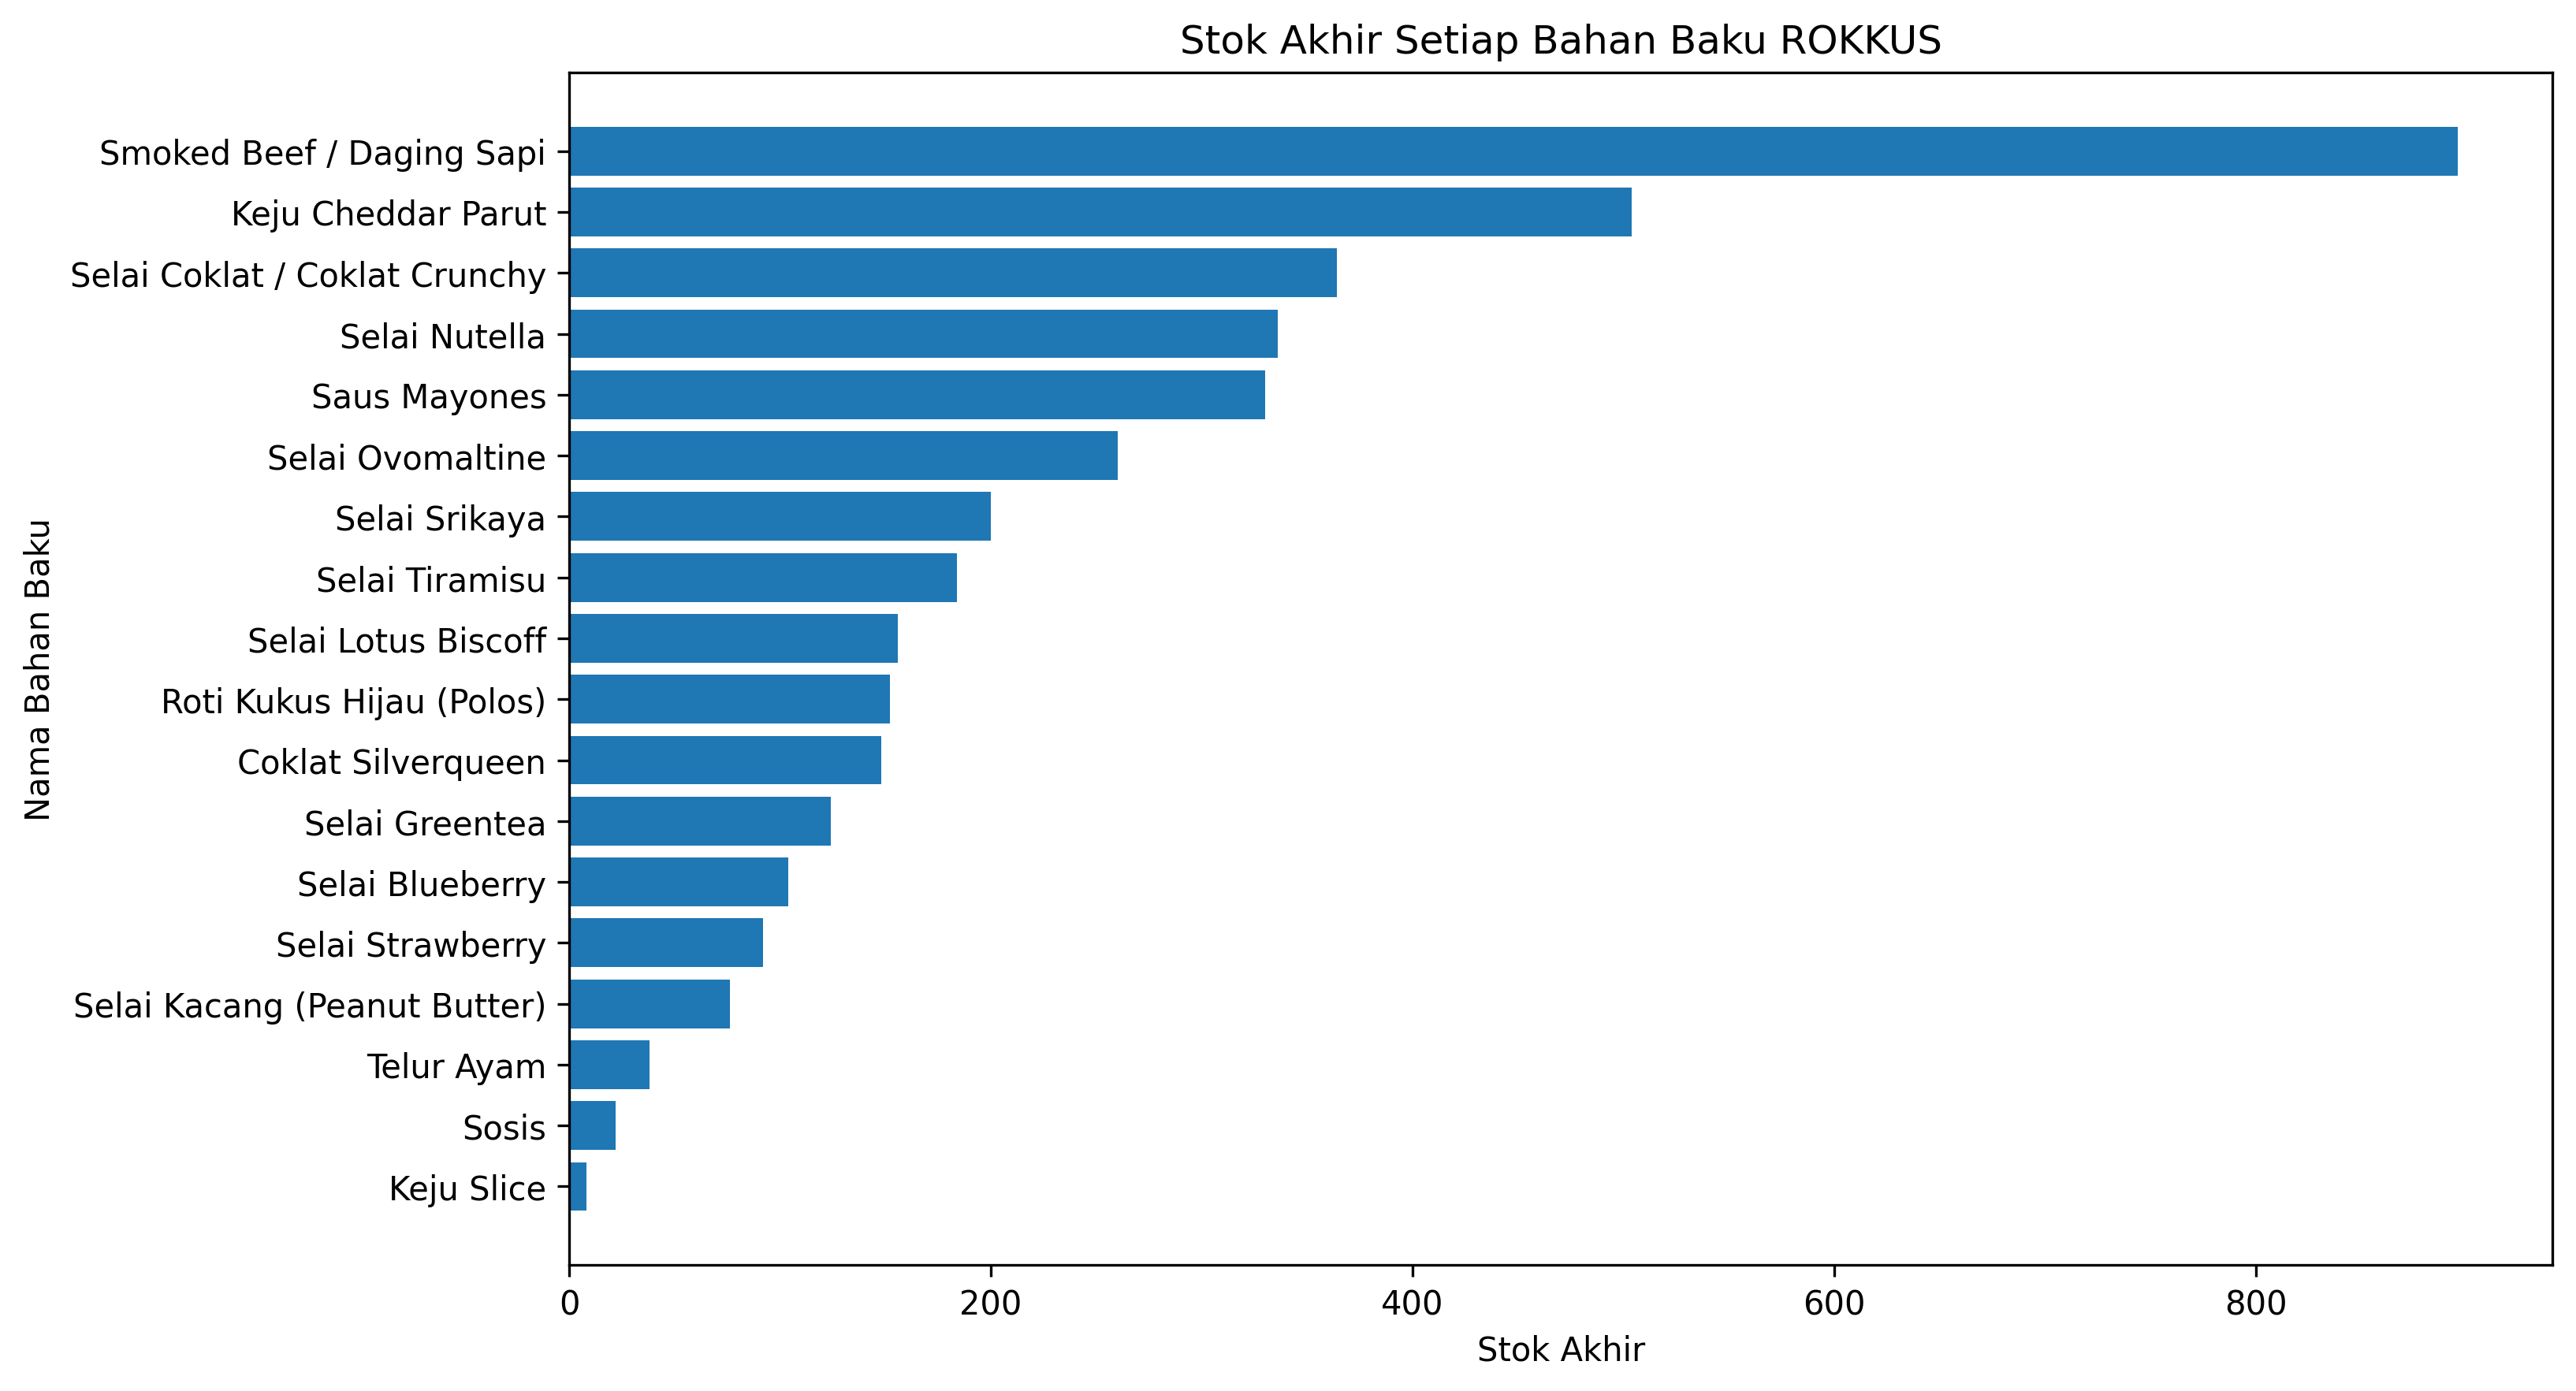 Stok Akhir Setiap Bahan Baku ROKKUS
Nama Bahan Baku
Smoked Beef / Daging Sapi
Keju Cheddar Parut
Selai Coklat / Coklat Crunchy
Selai Nutella
Saus Mayones
Selai Ovomaltine
Selai Srikaya
Selai Tiramisu
Selai Lotus Biscoff
Roti Kukus Hijau (Polos)
Coklat Silverqueen
Selai Greentea
Selai Blueberry
Selai Strawberry
Selai Kacang (Peanut Butter)
Telur Ayam
Sosis
Keju Slice
0 200 400 600 800
Stok Akhir